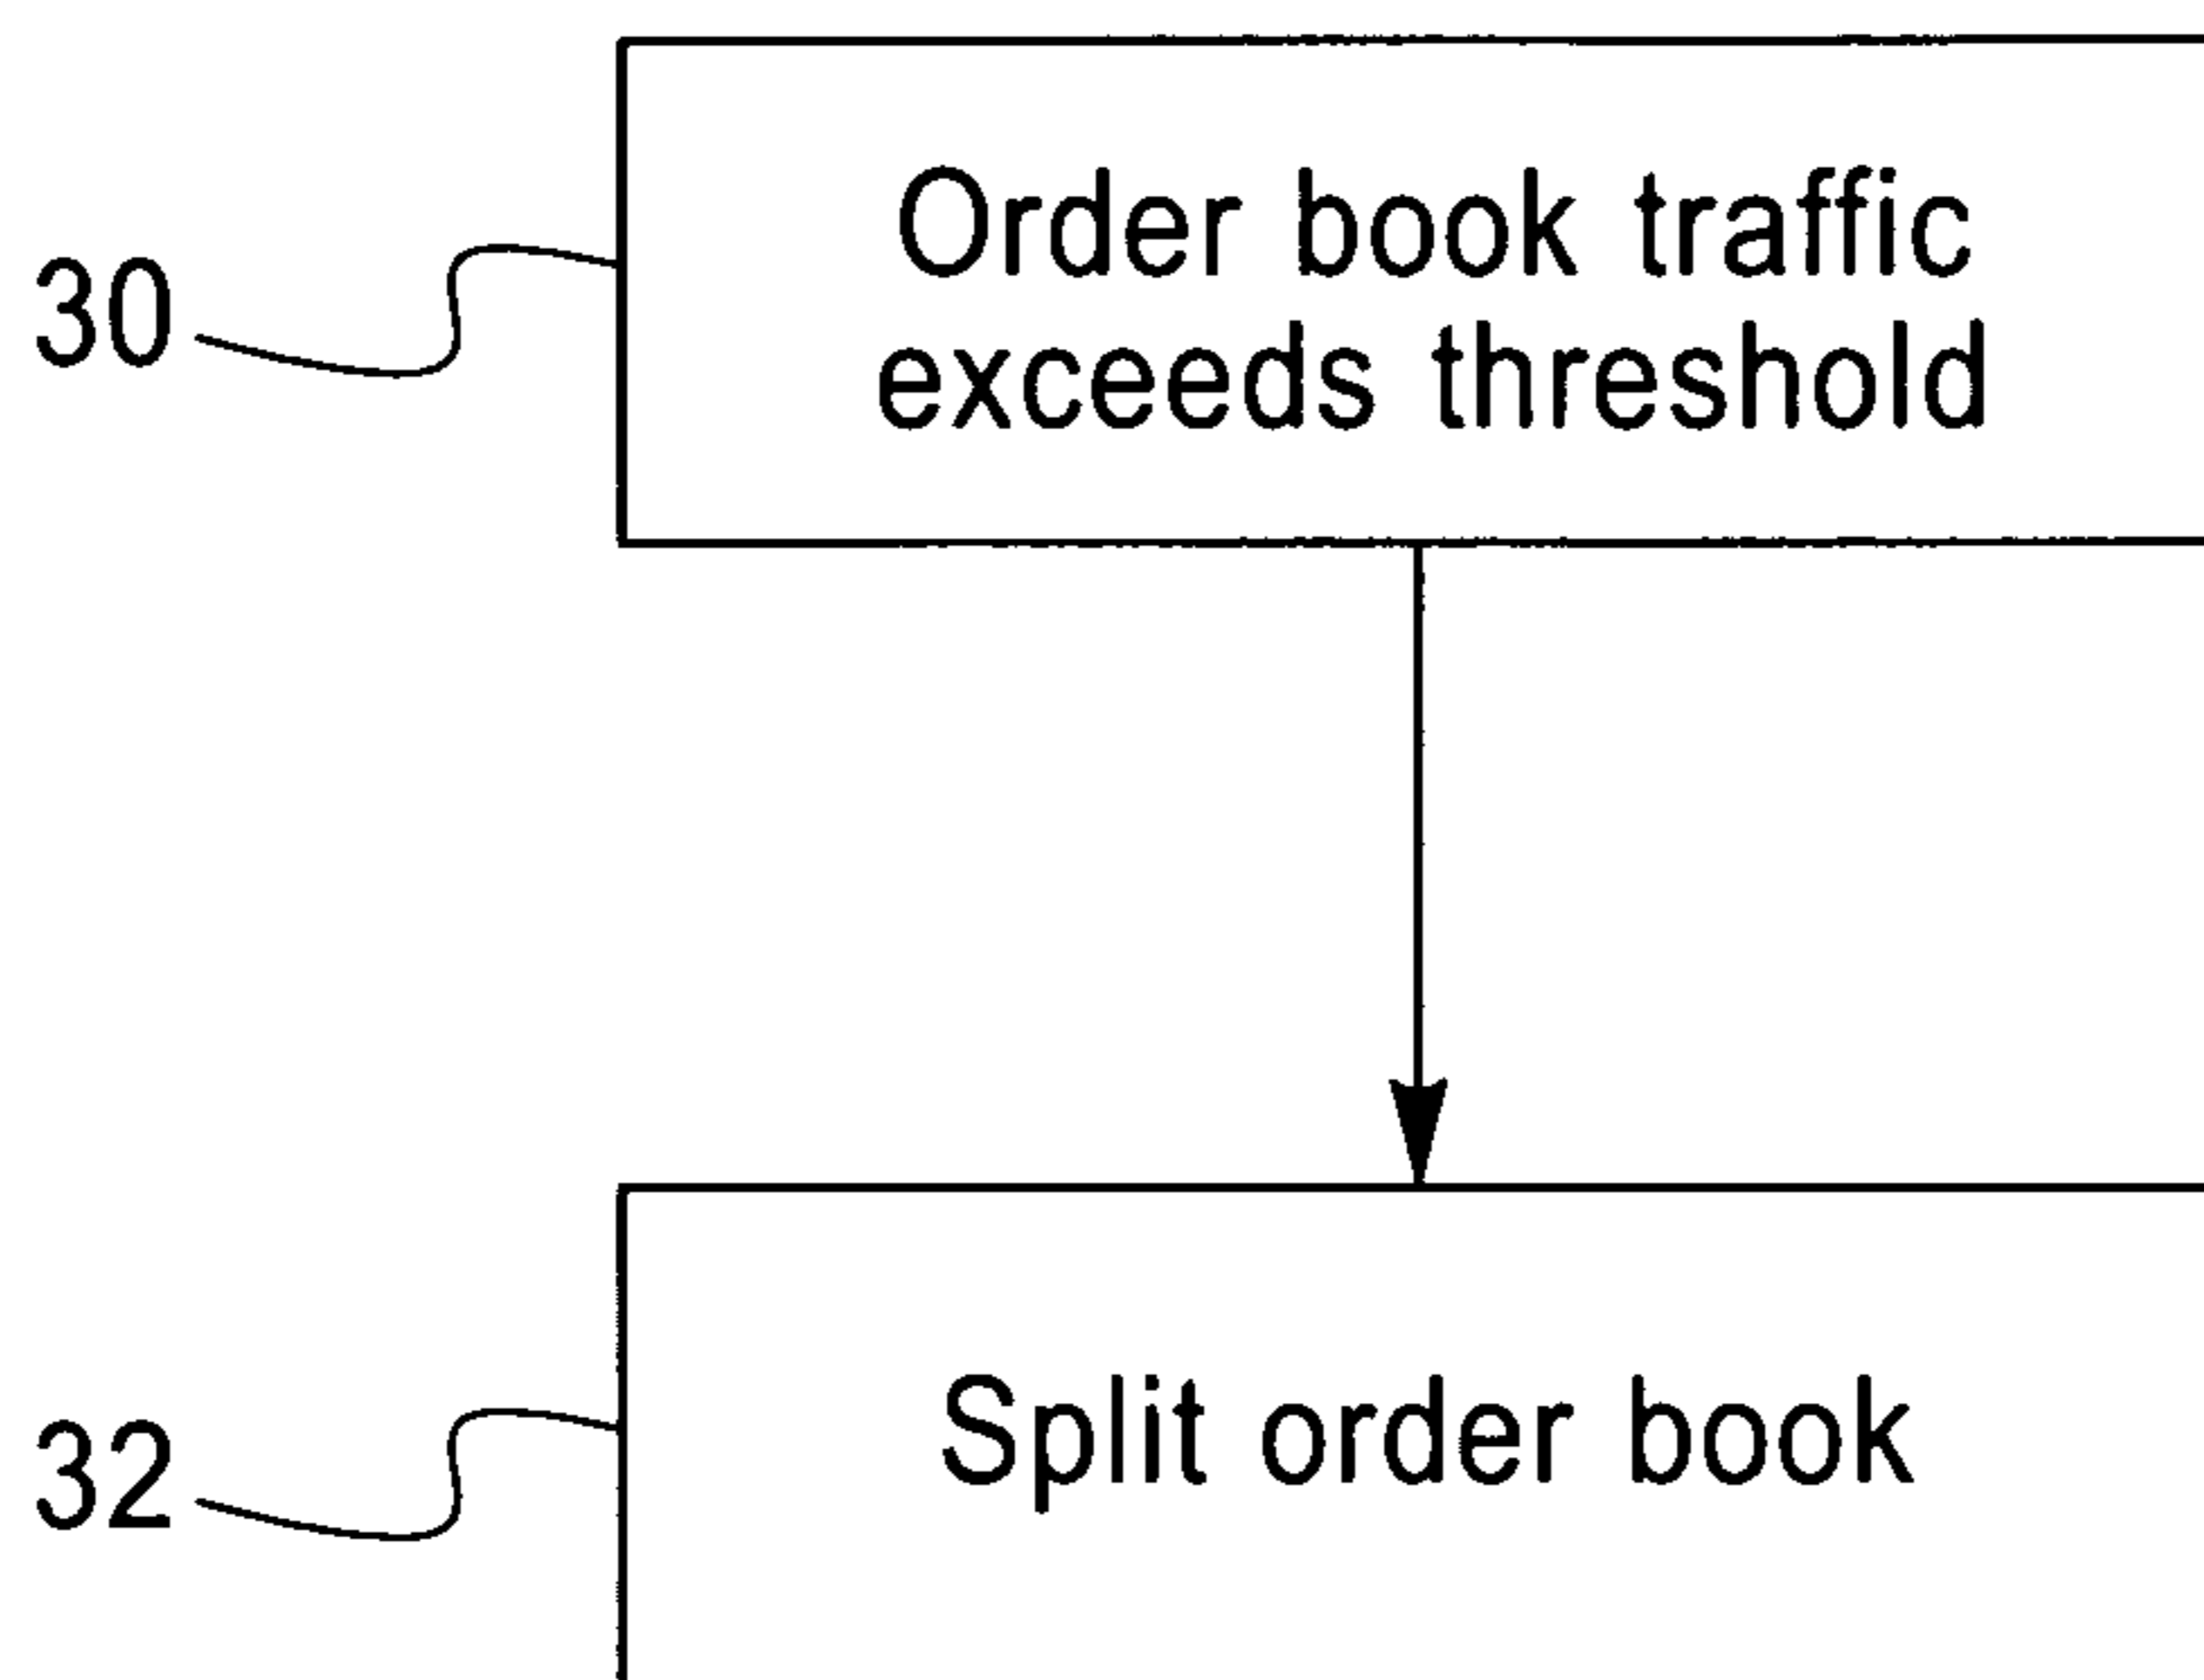 Order book traffic
exceeds threshold
30
Split order book
32